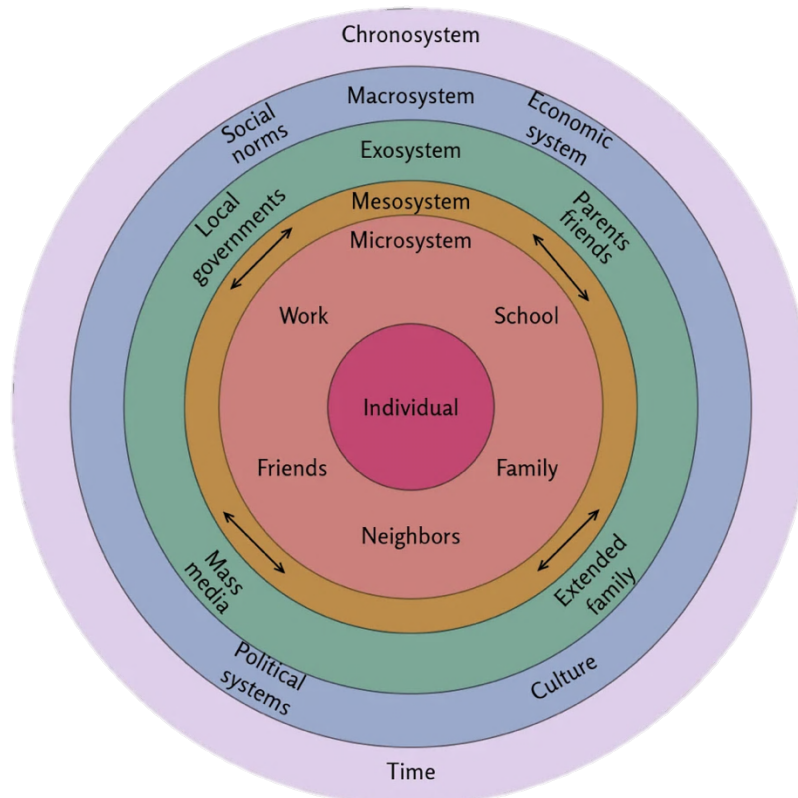 Chronosystem
Macrosystem
Social
norms
Economic
system
Exosystem
Local
governments
Parents
friends
Mesosystem
Microsystem
Work
School
Individual
Friends
Family
Neighbors
Mass
media
Extended
family
Political
systems
Culture
Time